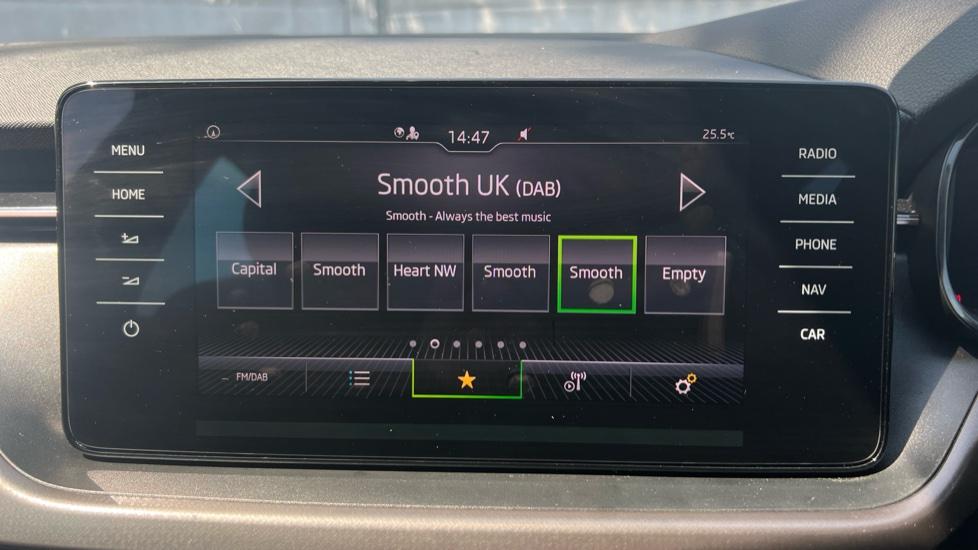 MENU
HOME
14:47
25.5°C
Smooth UK (DAB)
Smooth - Always the best music
Capital Smooth Heart NW Smooth Smooth Empty
FM/DAB
RADIO
MEDIA
PHONE
NAV
CAR